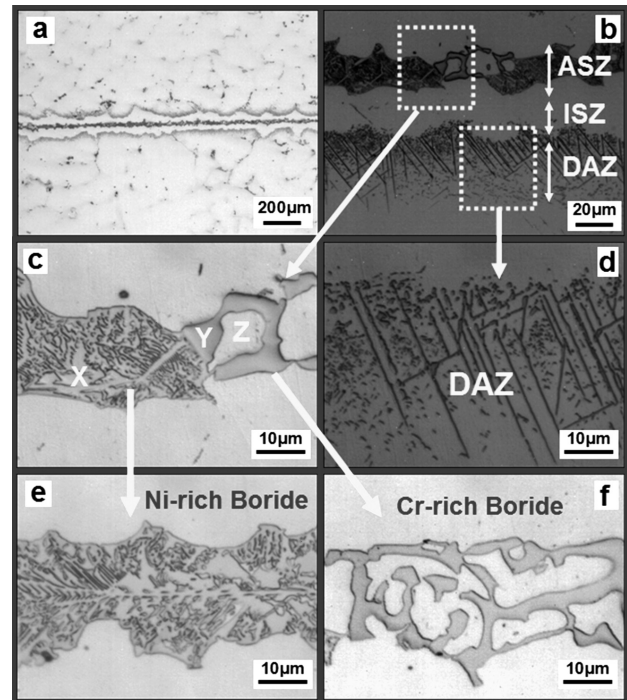 a
200µm
b
ASZ
ISZ
DAZ
20µm
c
X
Y
Z
10µm
d
DAZ
10µm
e
Ni-rich Boride
10µm
f
Cr-rich Boride
10µm